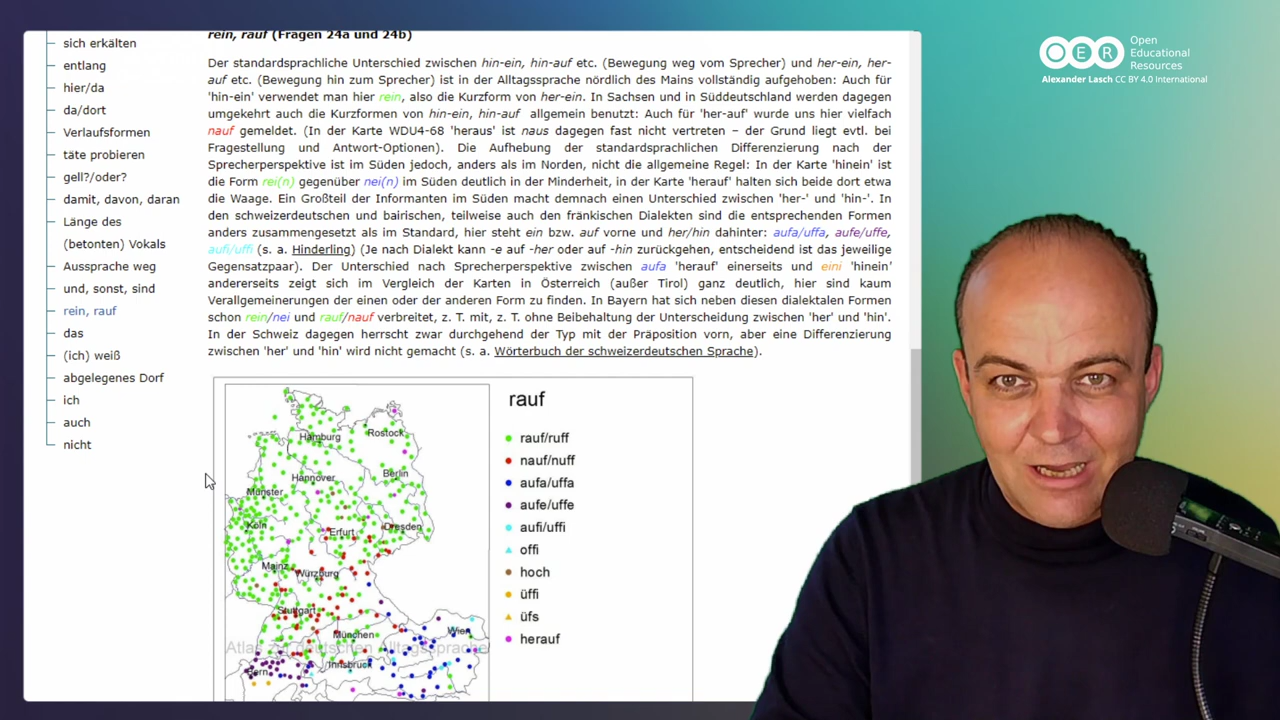 sich erkälten
entlang
hier/da
da/dort
Verlaufsformen
täte probieren
gell?/oder?
damit, davon, daran
Länge des
(betonten) Vokals
Aussprache weg
und, sonst, sind
rein, rauf
das
(ich) weiß
abgelegenes Dorf
ich
auch
nicht
rein, rauf (Fragen 24a und 24b)
Der standardsprachliche Unterschied zwischen hin-ein, hin-auf etc. (Bewegung weg vom Sprecher) und her-ein, her-
auf etc. (Bewegung hin zum Sprecher) ist in der Alltagssprache nördlich des Mains vollständig aufgehoben: Auch für
'hin-ein' verwendet man hier rein, also die Kurzform von her-ein. In Sachsen und in Süddeutschland werden dagegen
umgekehrt auch die Kurzformen von hin-ein, hin-auf allgemein benutzt: Auch für 'her-auf' wurde uns hier vielfach
nauf gemeldet. (In der Karte WDU4-68 'heraus' ist naus dagegen fast nicht vertreten – der Grund liegt evtl. bei
Fragestellung und Antwort-Optionen). Die Aufhebung der standardsprachlichen Differenzierung nach der
Sprecherperspektive ist im Süden jedoch, anders als im Norden, nicht die allgemeine Regel: In der Karte 'hinein' ist
die Form rei(n) gegenüber nei(n) im Süden deutlich in der Minderheit, in der Karte 'herauf' halten sich beide dort etwa
die Waage. Ein Großteil der Informanten im Süden macht demnach einen Unterschied zwischen 'her-' und 'hin-'. In
den schweizerdeutschen und bairischen, teilweise auch den fränkischen Dialekten sind die entsprechenden Formen
anders zusammengesetzt als im Standard, hier steht ein bzw. auf vorne und her/hin dahinter: aufa/uffa, aufe/uffe,
aufi/uffi (s. a. Hinderling) (Je nach Dialekt kann -e auf -her oder auf -hin zurückgehen, entscheidend ist das jeweilige
Gegensatzpaar). Der Unterschied nach Sprecherperspektive zwischen aufa 'herauf' einerseits und eini 'hinein'
andererseits zeigt sich im Vergleich der Karten in Österreich (außer Tirol) ganz deutlich, hier sind kaum
Verallgemeinerungen der einen oder der anderen Form zu finden. In Bayern hat sich neben diesen dialektalen Formen
schon rein/nei und rauf/nauf verbreitet, z. T. mit, z. T. ohne Beibehaltung der Unterscheidung zwischen 'her' und 'hin'.
In der Schweiz dagegen herrscht zwar durchgehend der Typ mit der Präposition vorn, aber eine Differenzierung
zwischen 'her' und 'hin' wird nicht gemacht (s. a. Wörterbuch der schweizerdeutschen Sprache).
Hamburg
Rostock
Hannover
Berlin
Münster
Köln
Erfurt
Dresden
Mainz
Würzburg
Stuttgart
München
Wien
Atlas zur deutschen Alltagssprache
Innsbruck
Bern
rauf
rauf/ruff
nauf/nuff
aufa/uffa
aufe/uffe
aufi/uffi
offi
hoch
üffi
üfs
herauf
OER
Open
Educational
Resources
Alexander Lasch CC BY 4.0 International